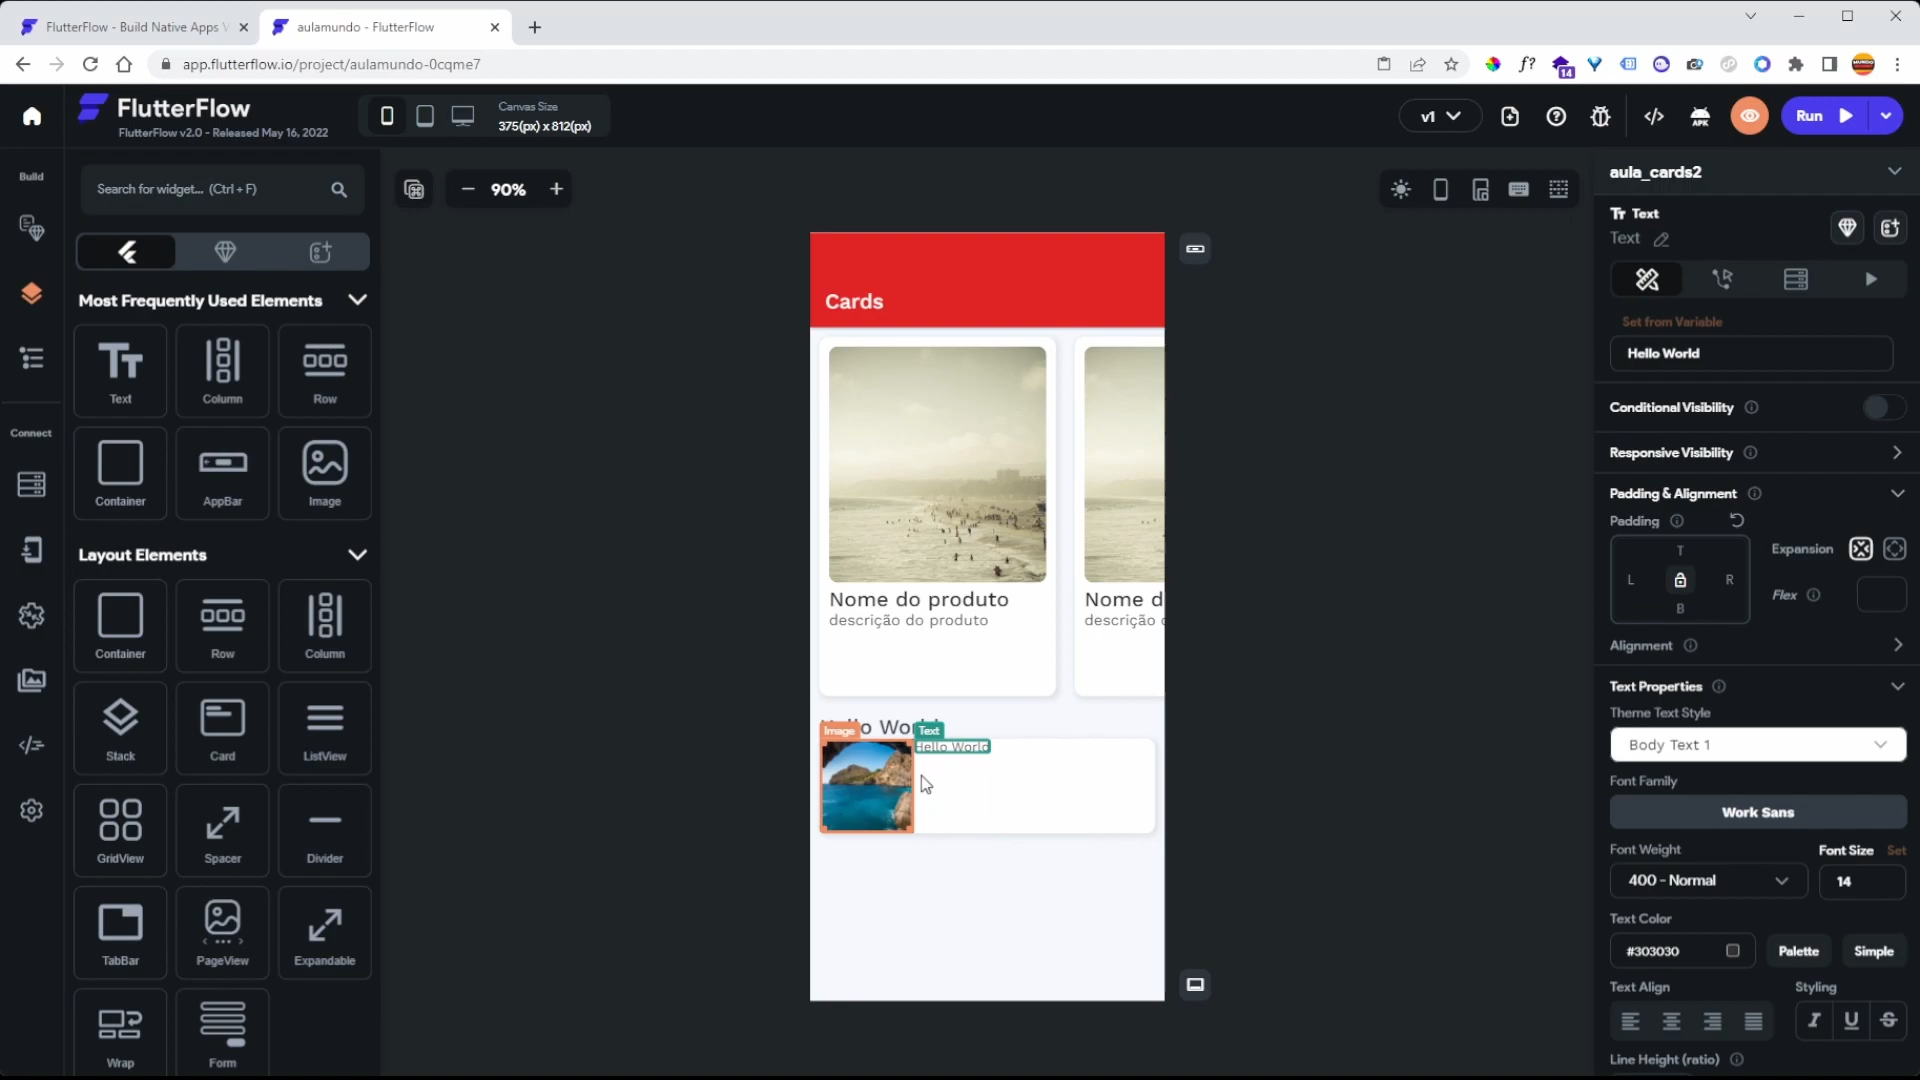 FlutterFlow - Build Native Apps V
aulamundo - FlutterFlow
app.flutterflow.io/project/aulamundo-0cqme7
14
FlutterFlow
FlutterFlow v2.0 - Released May 16, 2022
Canvas Size
375(px) x 812(px)
v1
APK
Run
Build
Search for widget... (Ctrl + F)
90%
aula_cards2
Text
Text
Most Frequently Used Elements
Text
Column
Row
Container
AppBar
Image
Layout Elements
Container
Row
Column
Stack
Card
ListView
GridView
Spacer
Divider
TabBar
PageView
Expandable
Wrap
Form
Connect
Cards
Nome do produto
descrição do produto
Nome d
descrição
Image
Text
Hello World
Set from Variable
Hello World
Conditional Visibility
Responsive Visibility
Padding & Alignment
Padding
T
L
R
B
Expansion
Flex
Alignment
Text Properties
Theme Text Style
Body Text 1
Font Family
Work Sans
Font Weight
Font Size
Set
400 - Normal
14
Text Color
#303030
Palette
Simple
Text Align
Styling
Line Height (ratio)